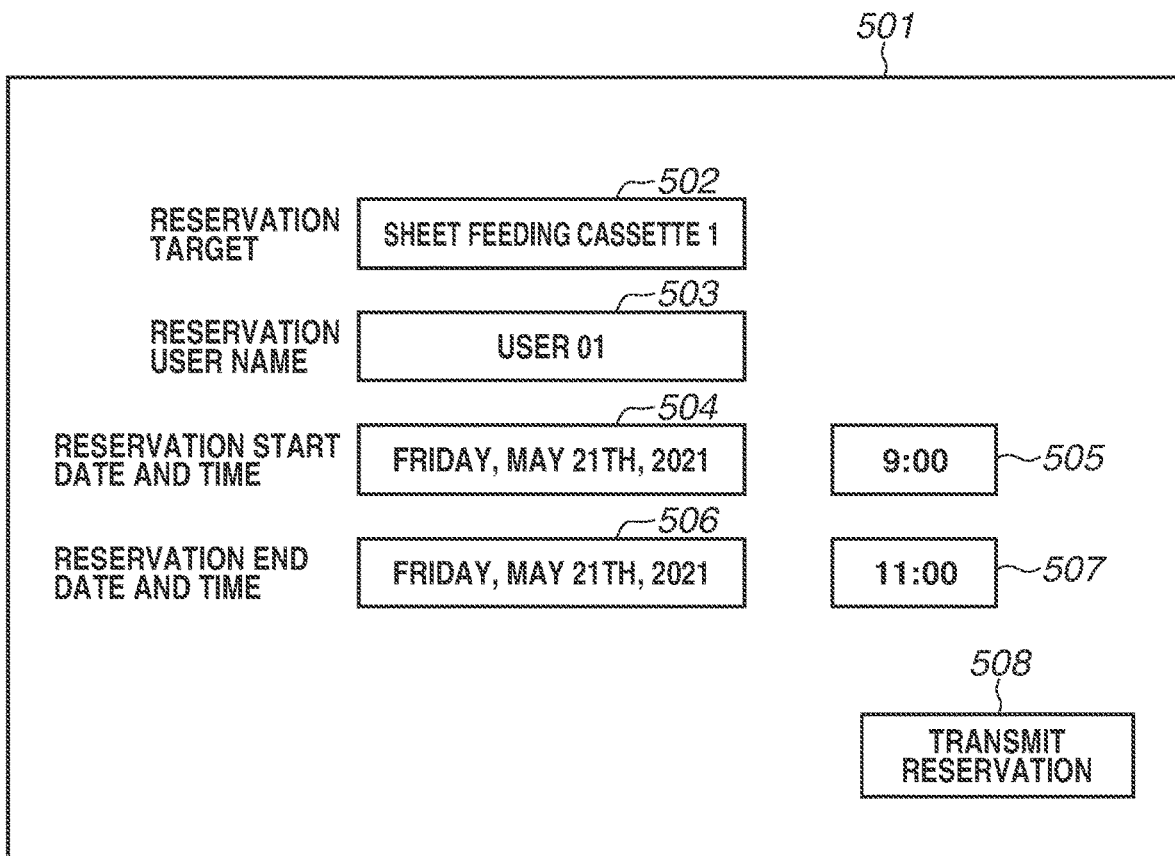 501
502
RESERVATION
TARGET
SHEET FEEDING CASSETTE 1
503
RESERVATION
USER NAME
USER 01
504
RESERVATION START
DATE AND TIME
FRIDAY, MAY 21TH, 2021
9:00
505
506
RESERVATION END
DATE AND TIME
FRIDAY, MAY 21TH, 2021
11:00
507
508
TRANSMIT
RESERVATION